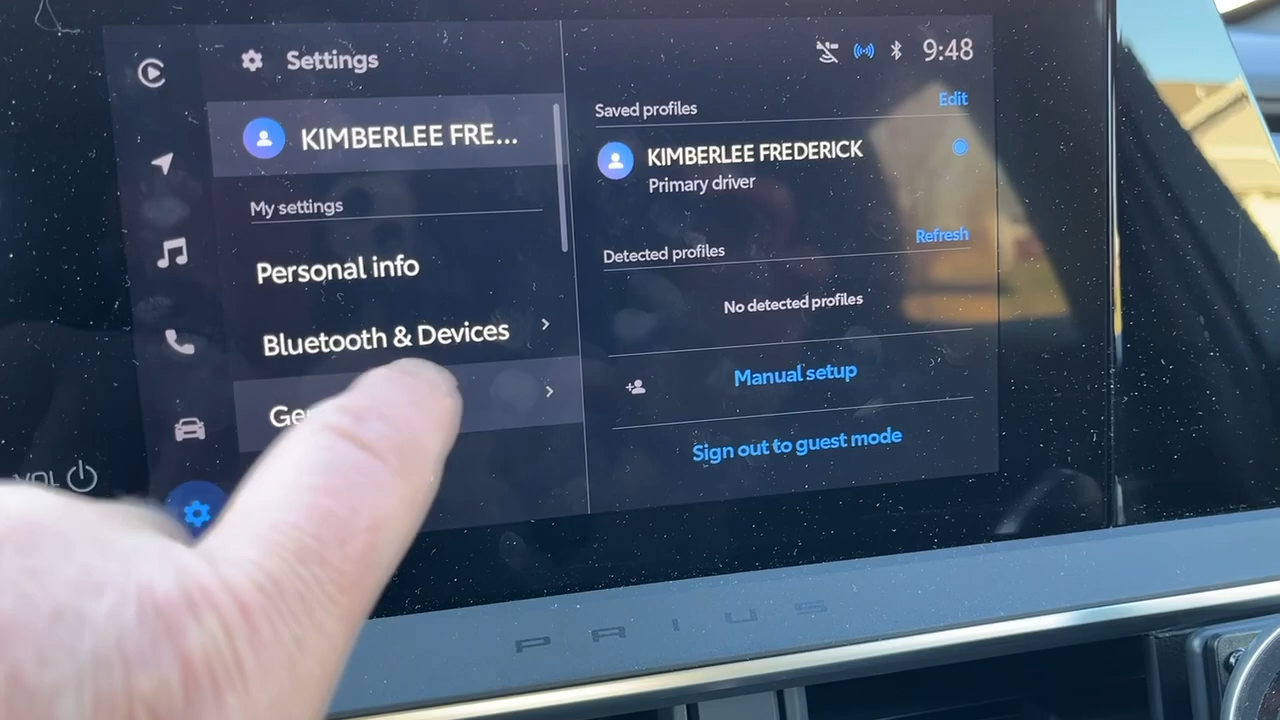 Settings
9:48
KIMBERLEE FRE...
My settings
Personal info
Bluetooth & Devices
Ge
Saved profiles
Edit
KIMBERLEE FREDERICK
Primary driver
Detected profiles
Refresh
No detected profiles
Manual setup
Sign out to guest mode
VOL
PRIUS